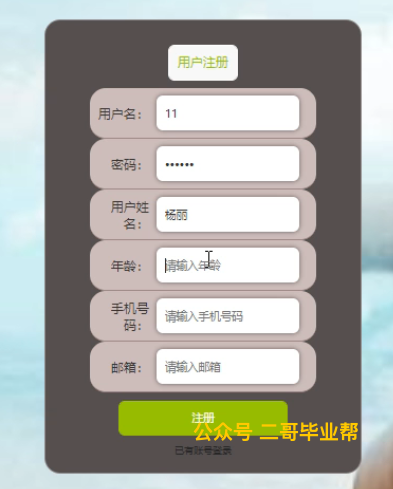 用户注册
用户名：
11
密码：
••••••
用户姓
名：
杨丽
年龄：
请输入年龄
手机号
码：
请输入手机号码
邮箱：
请输入邮箱
注册
公众号 二哥毕业帮
已有账号登录